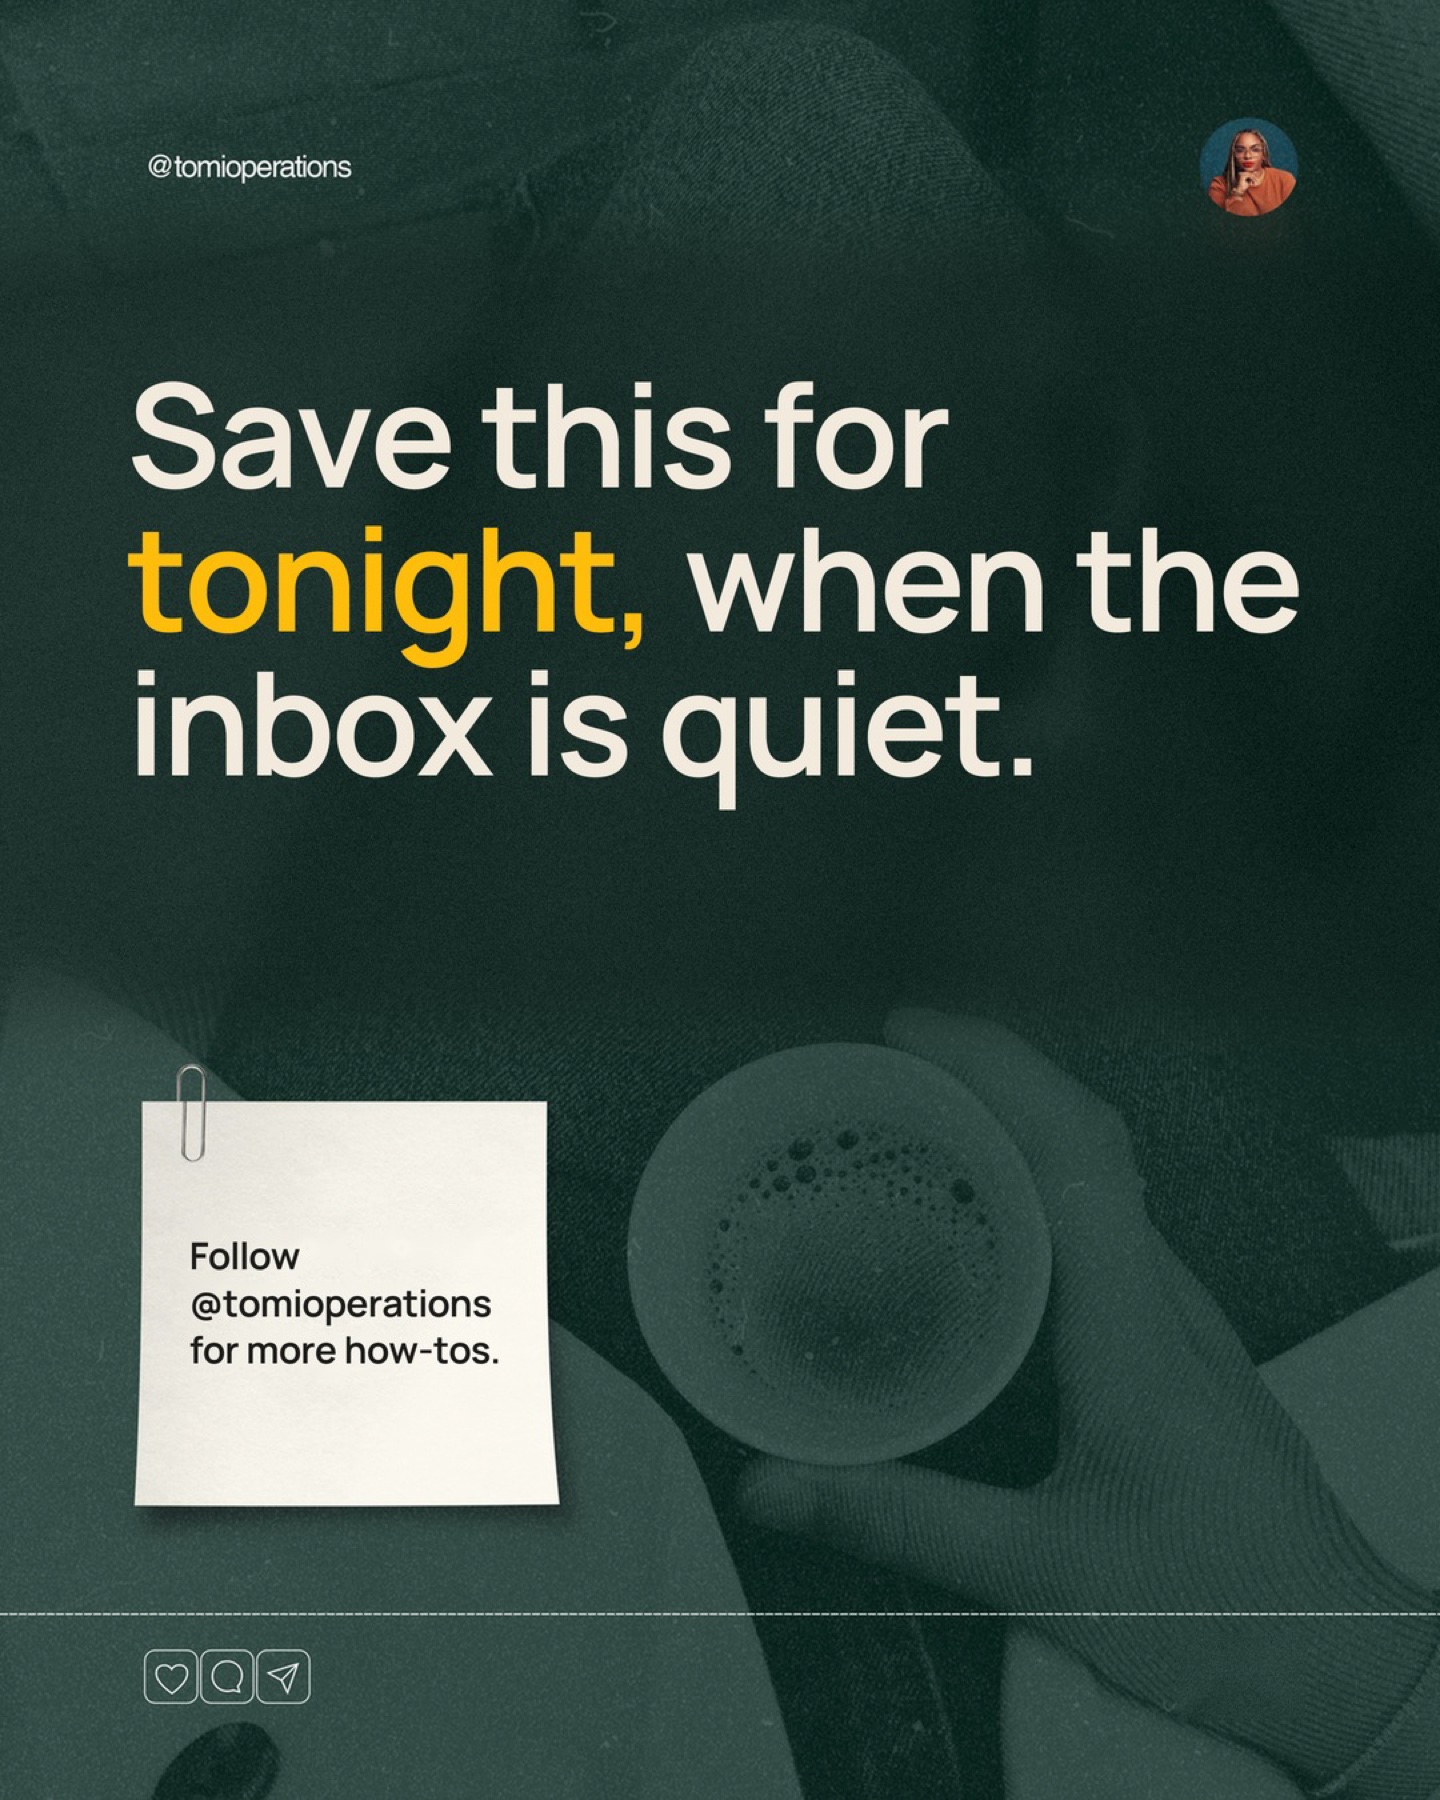 @tomioperations
Save this for
tonight, when the
inbox is quiet.
Follow
@tomioperations
for more how-tos.